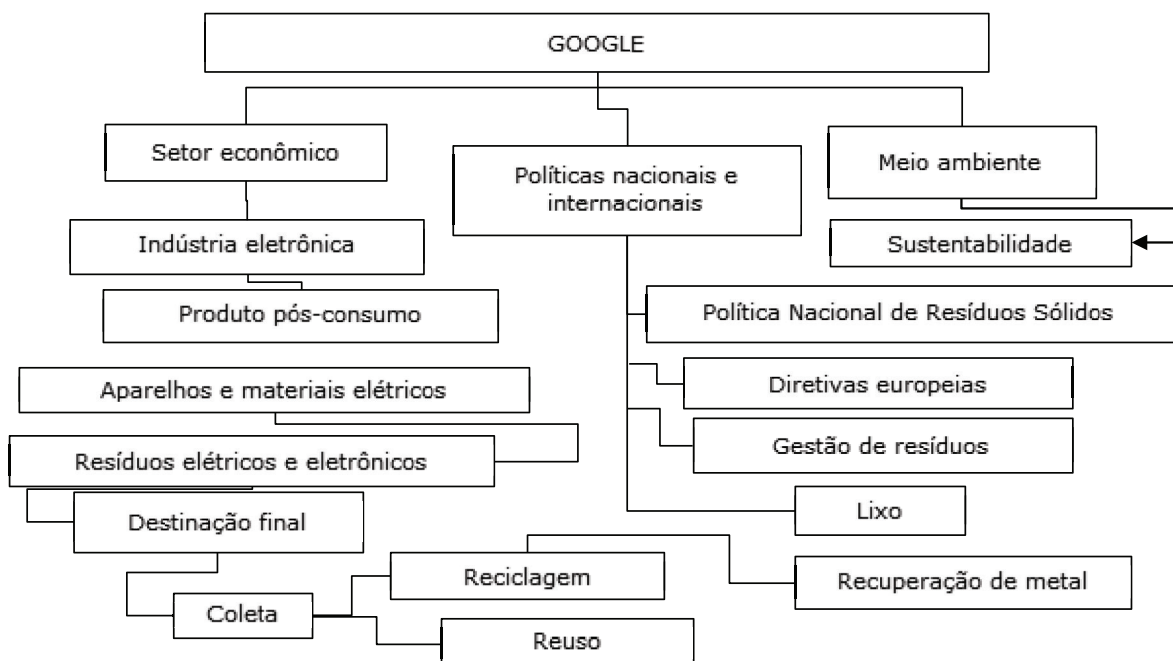 GOOGLE
Setor econômico
Políticas nacionais e
internacionais
Meio ambiente
Indústria eletrônica
Sustentabilidade
Produto pós-consumo
Política Nacional de Resíduos Sólidos
Aparelhos e materiais elétricos
Diretivas europeias
Resíduos elétricos e eletrônicos
Gestão de resíduos
Destinação final
Lixo
Reciclagem
Recuperação de metal
Coleta
Reuso